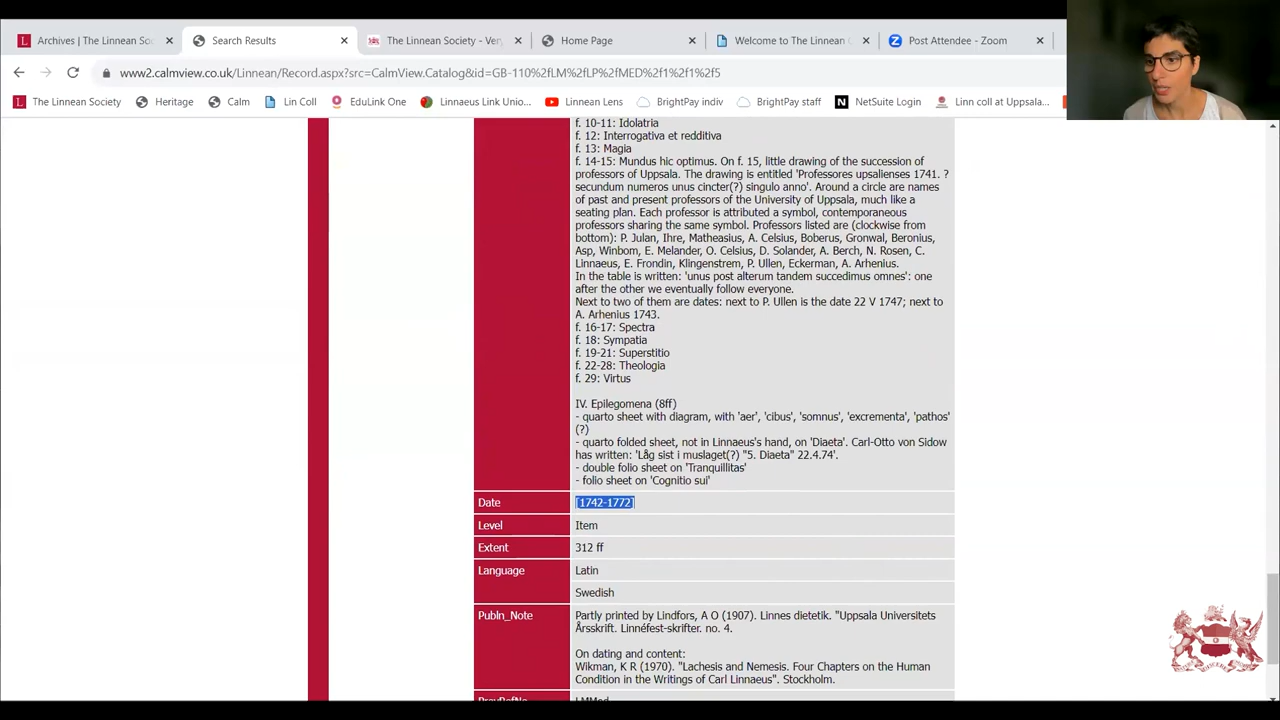 Archives | The Linnean Soc
Search Results
The Linnean Society - Ver
Home Page
Welcome to The Linnean
Post Attendee - Zoom
www2.calmview.co.uk/Linnean/Record.aspx?src=CalmView.Catalog&id=GB-110%2fLM%2fLP%2fMED%2f1%2f1%2f5
The Linnean Society
Heritage
Calm
Lin Coll
EduLink One
Linnaeus Link Unio...
Linnean Lens
BrightPay indiv
BrightPay staff
NetSuite Login
Linn coll at Uppsala...
f. 10-11: Idolatria
f. 12: Interrogativa et redditiva
f. 13: Magia
f. 14-15: Mundus hic optimus. On f. 15, little drawing of the succession of
professors of Uppsala. The drawing is entitled 'Professores upsalienses 1741. ?
secundum numeros unus cincter(?) singulo anno'. Around a circle are names
of past and present professors of the University of Uppsala, much like a
seating plan. Each professor is attributed a symbol, contemporaneous
professors sharing the same symbol. Professors listed are (clockwise from
bottom): P. Julan, Ihre, Matheasius, A. Celsius, Boberus, Gronwal, Beronius,
Asp, Winbom, E. Melander, O. Celsius, D. Solander, A. Berch, N. Rosen, C.
Linnaeus, E. Frondin, Klingenstrem, P. Ullen, Eckerman, A. Arhenius.
In the table is written: 'unus post alterum tandem succedimus omnes': one
after the other we eventually follow everyone.
Next to two of them are dates: next to P. Ullen is the date 22 V 1747; next to
A. Arhenius 1743.
f. 16-17: Spectra
f. 18: Sympatia
f. 19-21: Superstitio
f. 22-28: Theologia
f. 29: Virtus
IV. Epilegomena (8ff)
- quarto sheet with diagram, with 'aer', 'cibus', 'somnus', 'excrementa', 'pathos'
(?)
- quarto folded sheet, not in Linnaeus's hand, on 'Diaeta'. Carl-Otto von Sidow
has written: 'Låg sist i muslaget(?) "5. Diaeta" 22.4.74'.
- double folio sheet on 'Tranquillitas'
- folio sheet on 'Cognitio sui'
Date
[1742-1772]
Level
Item
Extent
312 ff
Language
Latin
Swedish
Publn_Note
Partly printed by Lindfors, A O (1907). Linnes dietetik. "Uppsala Universitets
Årsskrift. Linnéfest-skrifter. no. 4.
On dating and content:
Wikman, K R (1970). "Lachesis and Nemesis. Four Chapters on the Human
Condition in the Writings of Carl Linnaeus". Stockholm.